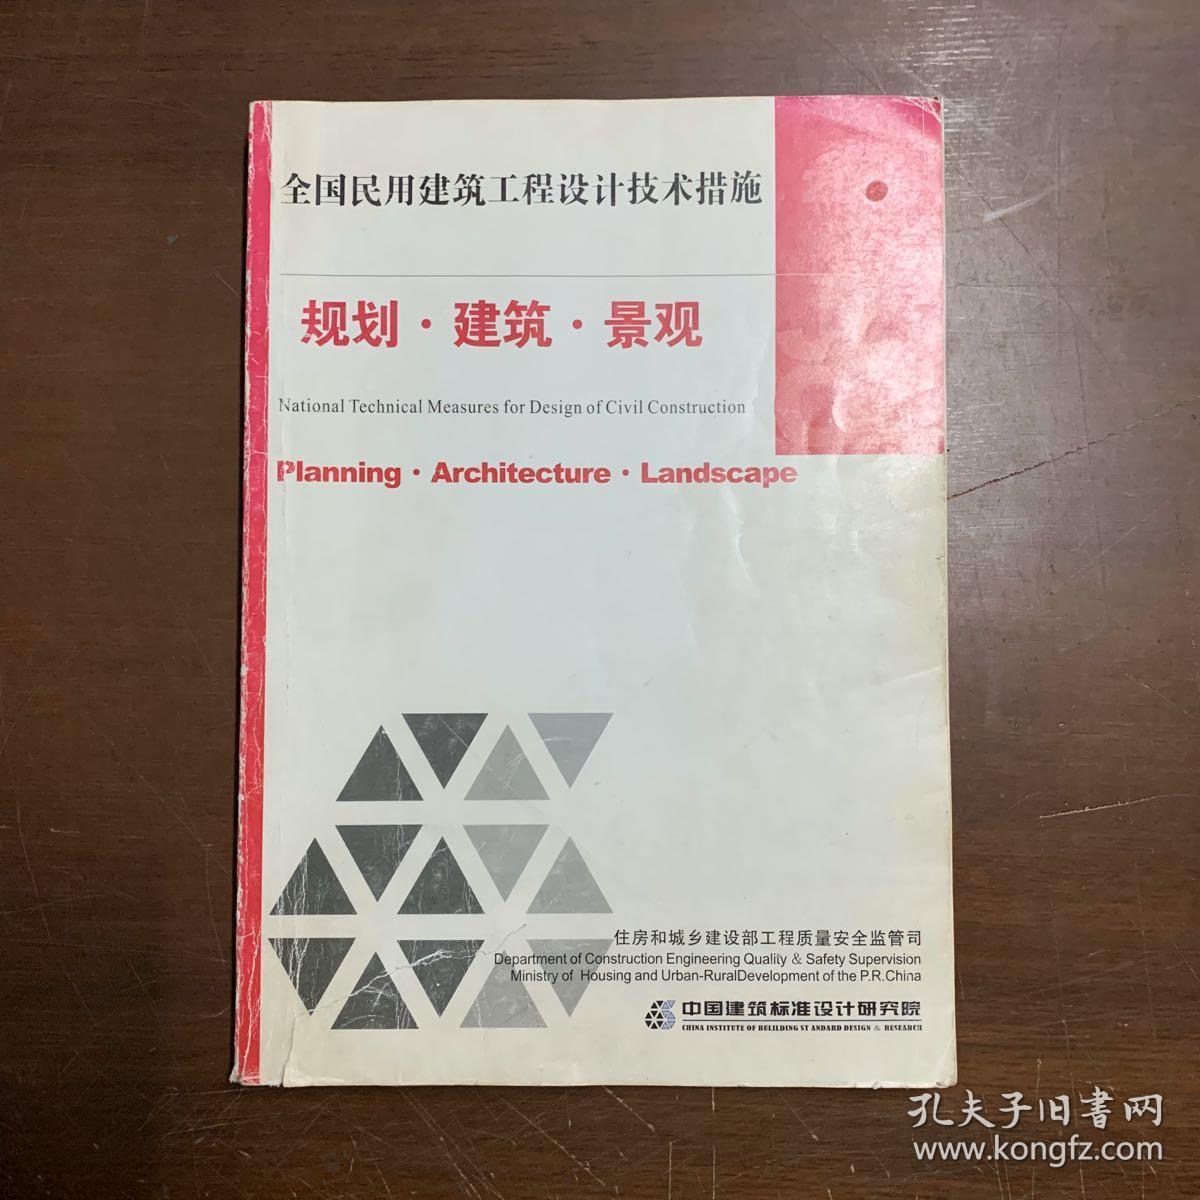 全国民用建筑工程设计技术措施
规划·建筑·景观
National Technical Measures for Design of Civil Construction
Planning · Architecture · Landscape
住房和城乡建设部工程质量安全监管司
Department of Construction Engineering Quality & Safety Supervision
Ministry of Housing and Urban-RuralDevelopment of the P.R.China
中国建筑标准设计研究院
CHINA INSTITUTE OF BULILDING ST ANDARD DESIGN & RESEARCH
孔夫子旧書网
www.kongfz.com